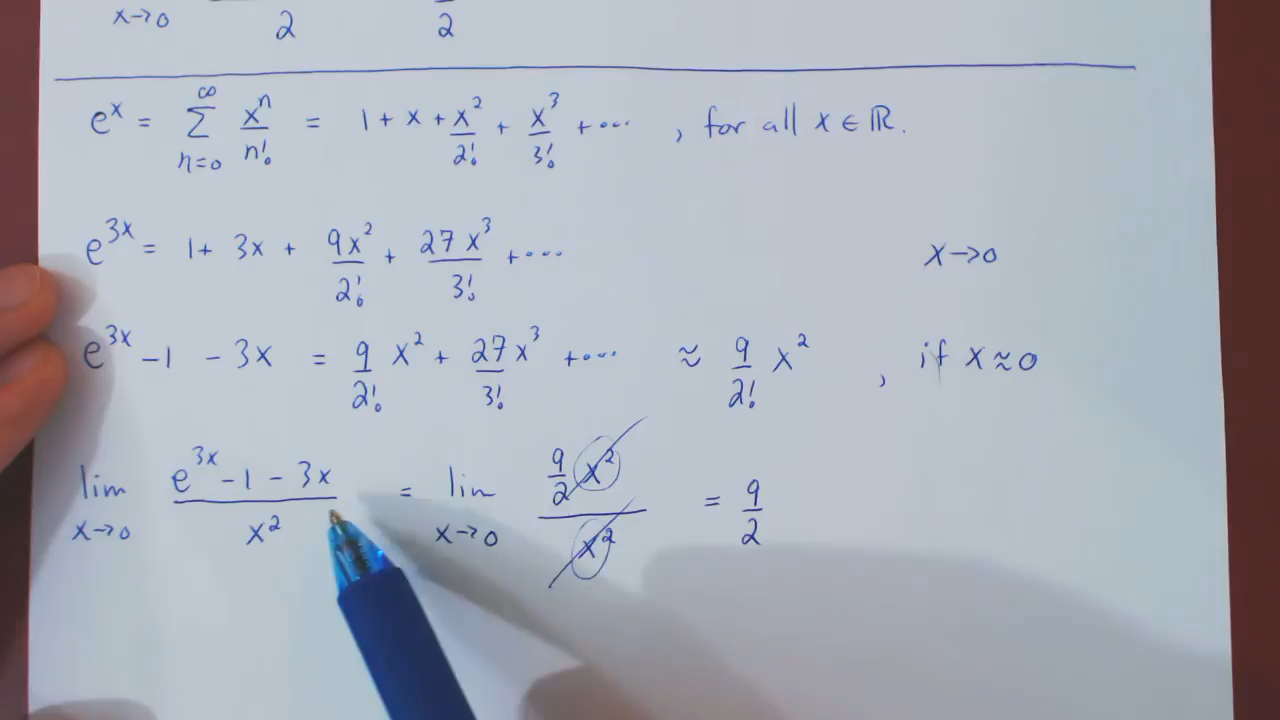 x→0 2 2
e^x = ∑_{n=0}^{∞} x^n/n! = 1 + x + x^2/2! + x^3/3! + ··· , for all x ∈ ℝ.
e^{3x} = 1 + 3x + 9x^2/2! + 27x^3/3! + ··· x→0
e^{3x} - 1 - 3x = 9/2! x^2 + 27/3! x^3 + ··· ≈ 9/2! x^2 , if x ≈ 0
lim_{x→0} (e^{3x} - 1 - 3x)/x^2 = lim_{x→0} (9/2 x^2)/x^2 = 9/2